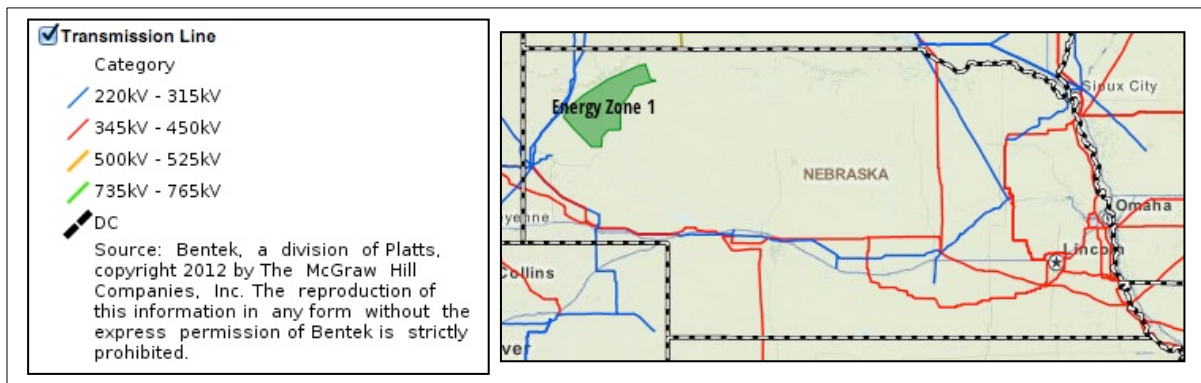 Transmission Line
Category
220kV - 315kV
345kV - 450kV
500kV - 525kV
735kV - 765kV
DC
Source: Bentek, a division of Platts,
copyright 2012 by The McGraw Hill
Companies, Inc. The reproduction of
this information in any form without the
express permission of Bentek is strictly
prohibited.
Energy Zone 1
Sioux City
NEBRASKA
Omaha
eyenne
Lincoln
Collins
ver